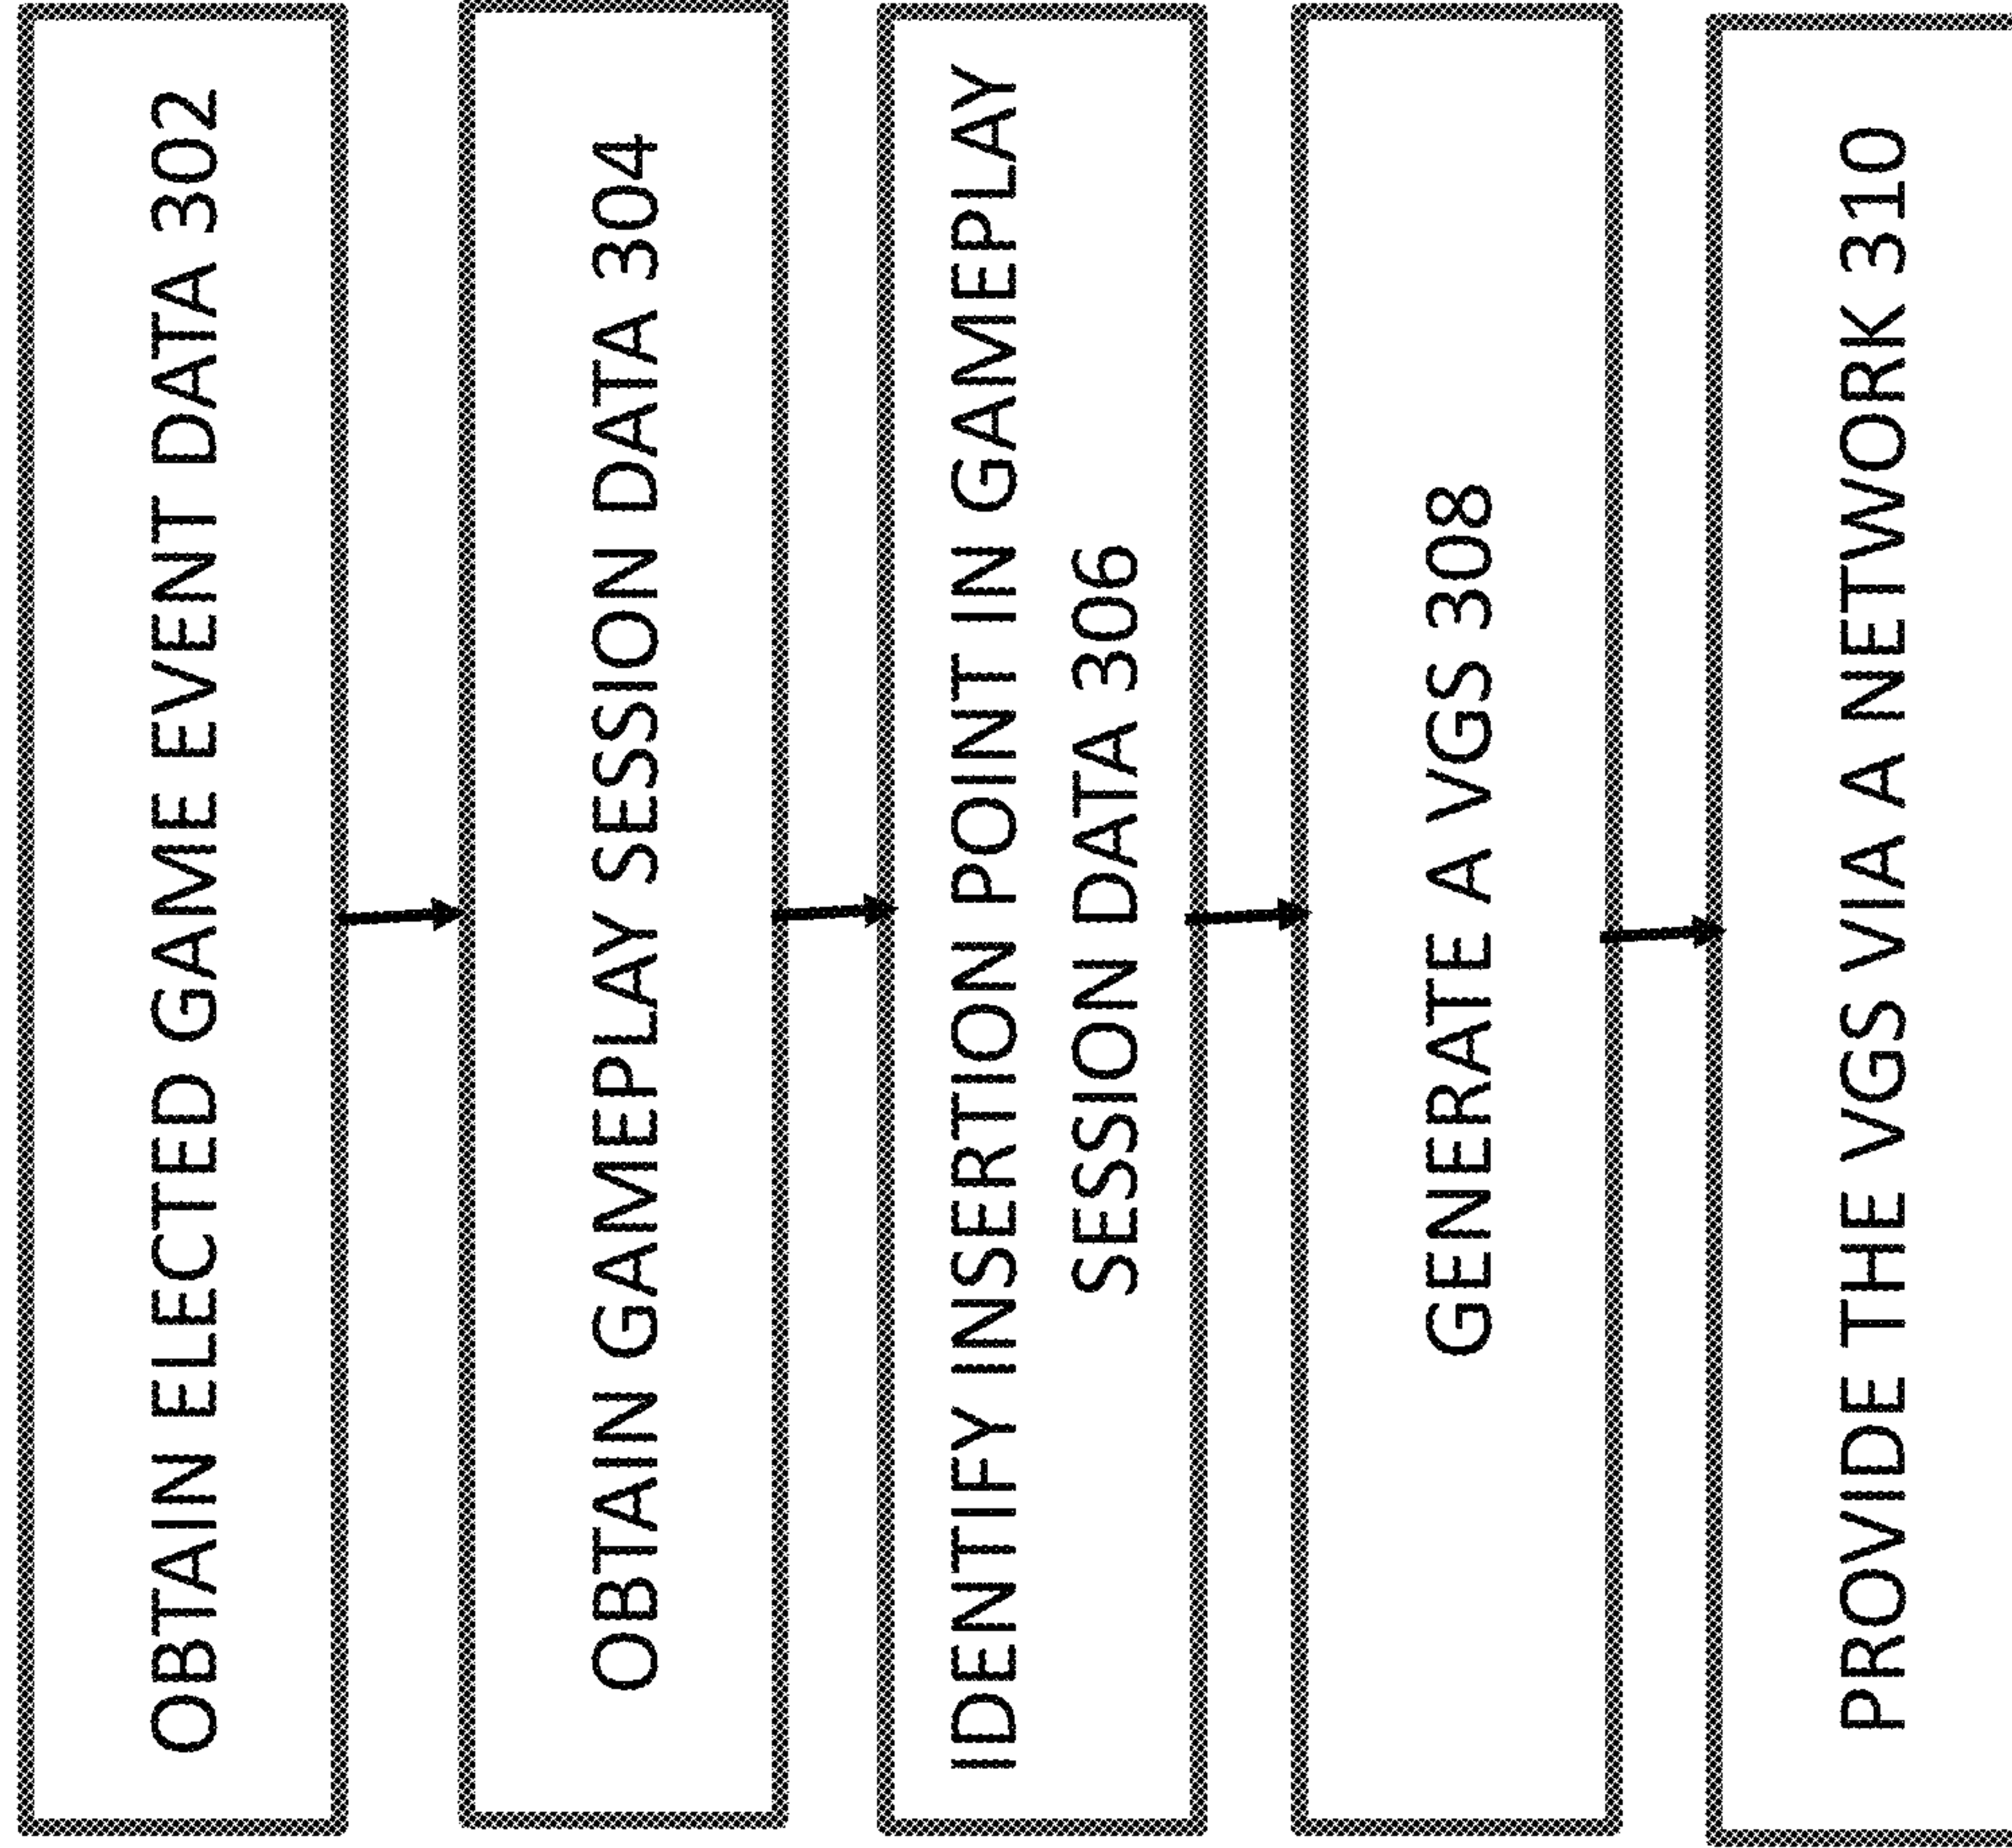 OBTAIN ELECTED GAME EVENT DATA 302
OBTAIN GAMEPLAY SESSION DATA 304
IDENTIFY INSERTION POINT IN GAMEPLAY
SESSION DATA 306
GENERATE A VGS 308
PROVIDE THE VGS VIA A NETWORK 310